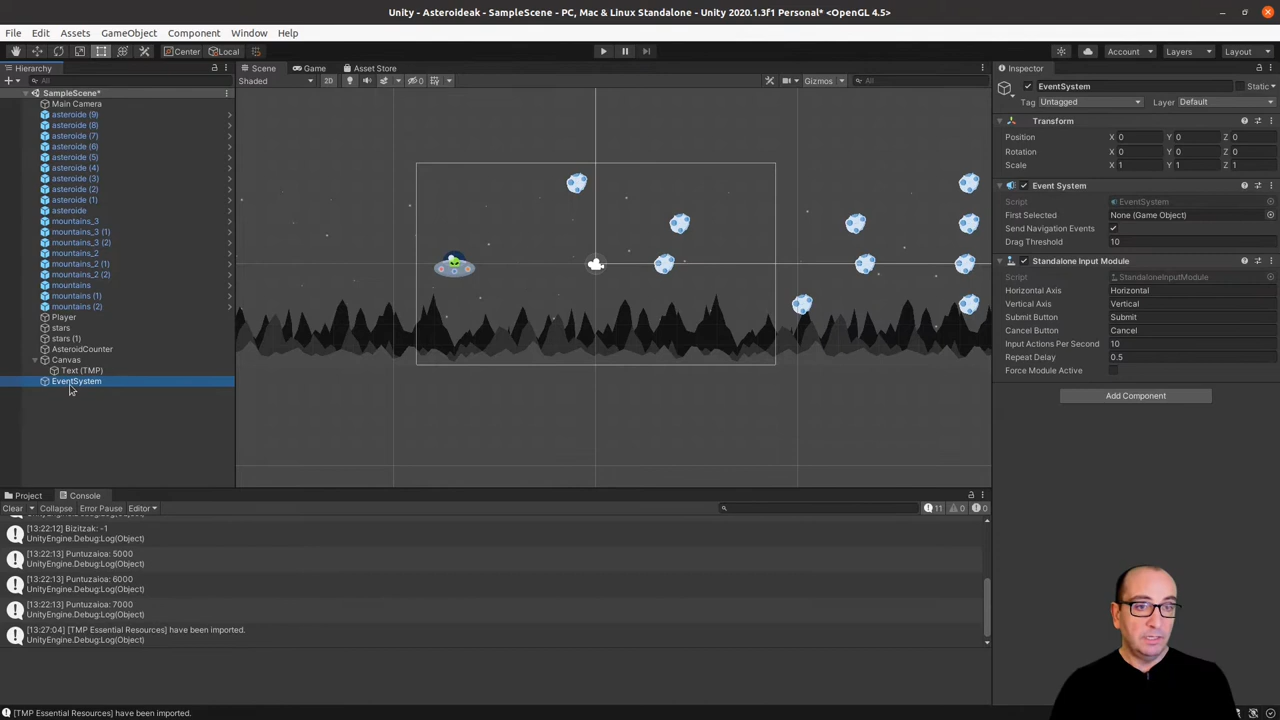 Unity - Asteroideak - SampleScene - PC, Mac & Linux Standalone - Unity 2020.1.3f1 Personal* <OpenGL 4.5>
File Edit Assets GameObject Component Window Help
Center Local Account Layers Layout
Hierarchy
All
SampleScene*
Main Camera
asteroide (9)
asteroide (8)
asteroide (7)
asteroide (6)
asteroide (5)
asteroide (4)
asteroide (3)
asteroide (2)
asteroide (1)
asteroide
mountains_3
mountains_3 (1)
mountains_3 (2)
mountains_2
mountains_2 (1)
mountains_2 (2)
mountains
mountains (1)
mountains (2)
Player
stars
stars (1)
AsteroidCounter
Canvas
Text (TMP)
EventSystem
Scene Game Asset Store
Shaded 2D 0 Gizmos All
Inspector
EventSystem Static
Tag Untagged Layer Default
Transform
Position X 0 Y 0 Z 0
Rotation X 0 Y 0 Z 0
Scale X 1 Y 1 Z 1
Event System
Script EventSystem
First Selected None (Game Object)
Send Navigation Events
Drag Threshold 10
Standalone Input Module
Script StandaloneInputModule
Horizontal Axis Horizontal
Vertical Axis Vertical
Submit Button Submit
Cancel Button Cancel
Input Actions Per Second 10
Repeat Delay 0.5
Force Module Active
Add Component
Project Console
Clear Collapse Error Pause Editor 11 0 0
[13:22:12] Bizitzak: -1
UnityEngine.Debug:Log(Object)
[13:22:13] Puntuzaioa: 5000
UnityEngine.Debug:Log(Object)
[13:22:13] Puntuzaioa: 6000
UnityEngine.Debug:Log(Object)
[13:22:13] Puntuzaioa: 7000
UnityEngine.Debug:Log(Object)
[13:27:04] [TMP Essential Resources] have been imported.
UnityEngine.Debug:Log(Object)
[TMP Essential Resources] have been imported.